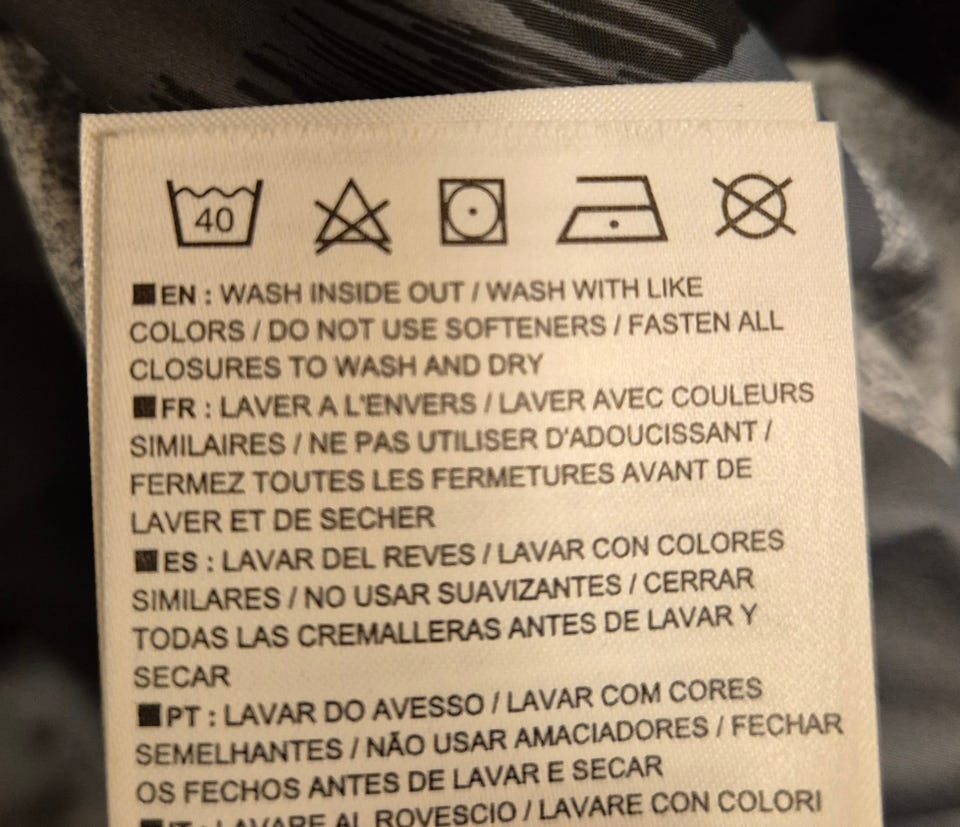 40
■EN : WASH INSIDE OUT / WASH WITH LIKE
COLORS / DO NOT USE SOFTENERS / FASTEN ALL
CLOSURES TO WASH AND DRY
■FR : LAVER A L'ENVERS / LAVER AVEC COULEURS
SIMILAIRES / NE PAS UTILISER D'ADOUCISSANT /
FERMEZ TOUTES LES FERMETURES AVANT DE
LAVER ET DE SECHER
■ES : LAVAR DEL REVES / LAVAR CON COLORES
SIMILARES / NO USAR SUAVIZANTES / CERRAR
TODAS LAS CREMALLERAS ANTES DE LAVAR Y
SECAR
■PT : LAVAR DO AVESSO / LAVAR COM CORES
SEMELHANTES / NÃO USAR AMACIADORES / FECHAR
OS FECHOS ANTES DE LAVAR E SECAR
■IT : LAVARE AL ROVESCIO / LAVARE CON COLORI